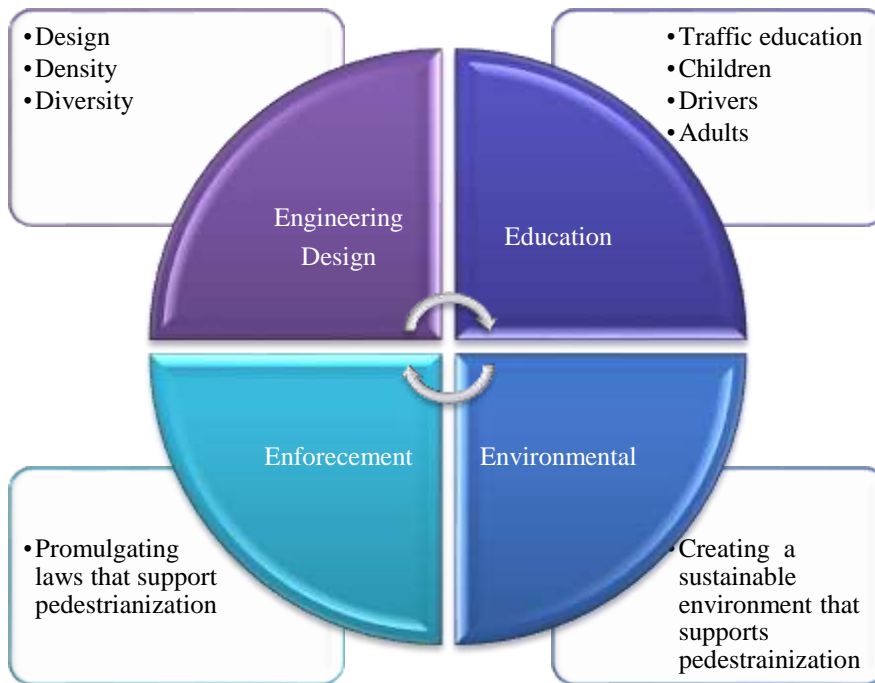 •Design
•Density
•Diversity
•Traffic education
•Children
•Drivers
•Adults
Engineering
Design
Education
Enforecement
Environmental
•Promulgating
laws that support
pedestrianization
•Creating a
sustainable
environment that
supports
pedestrainization